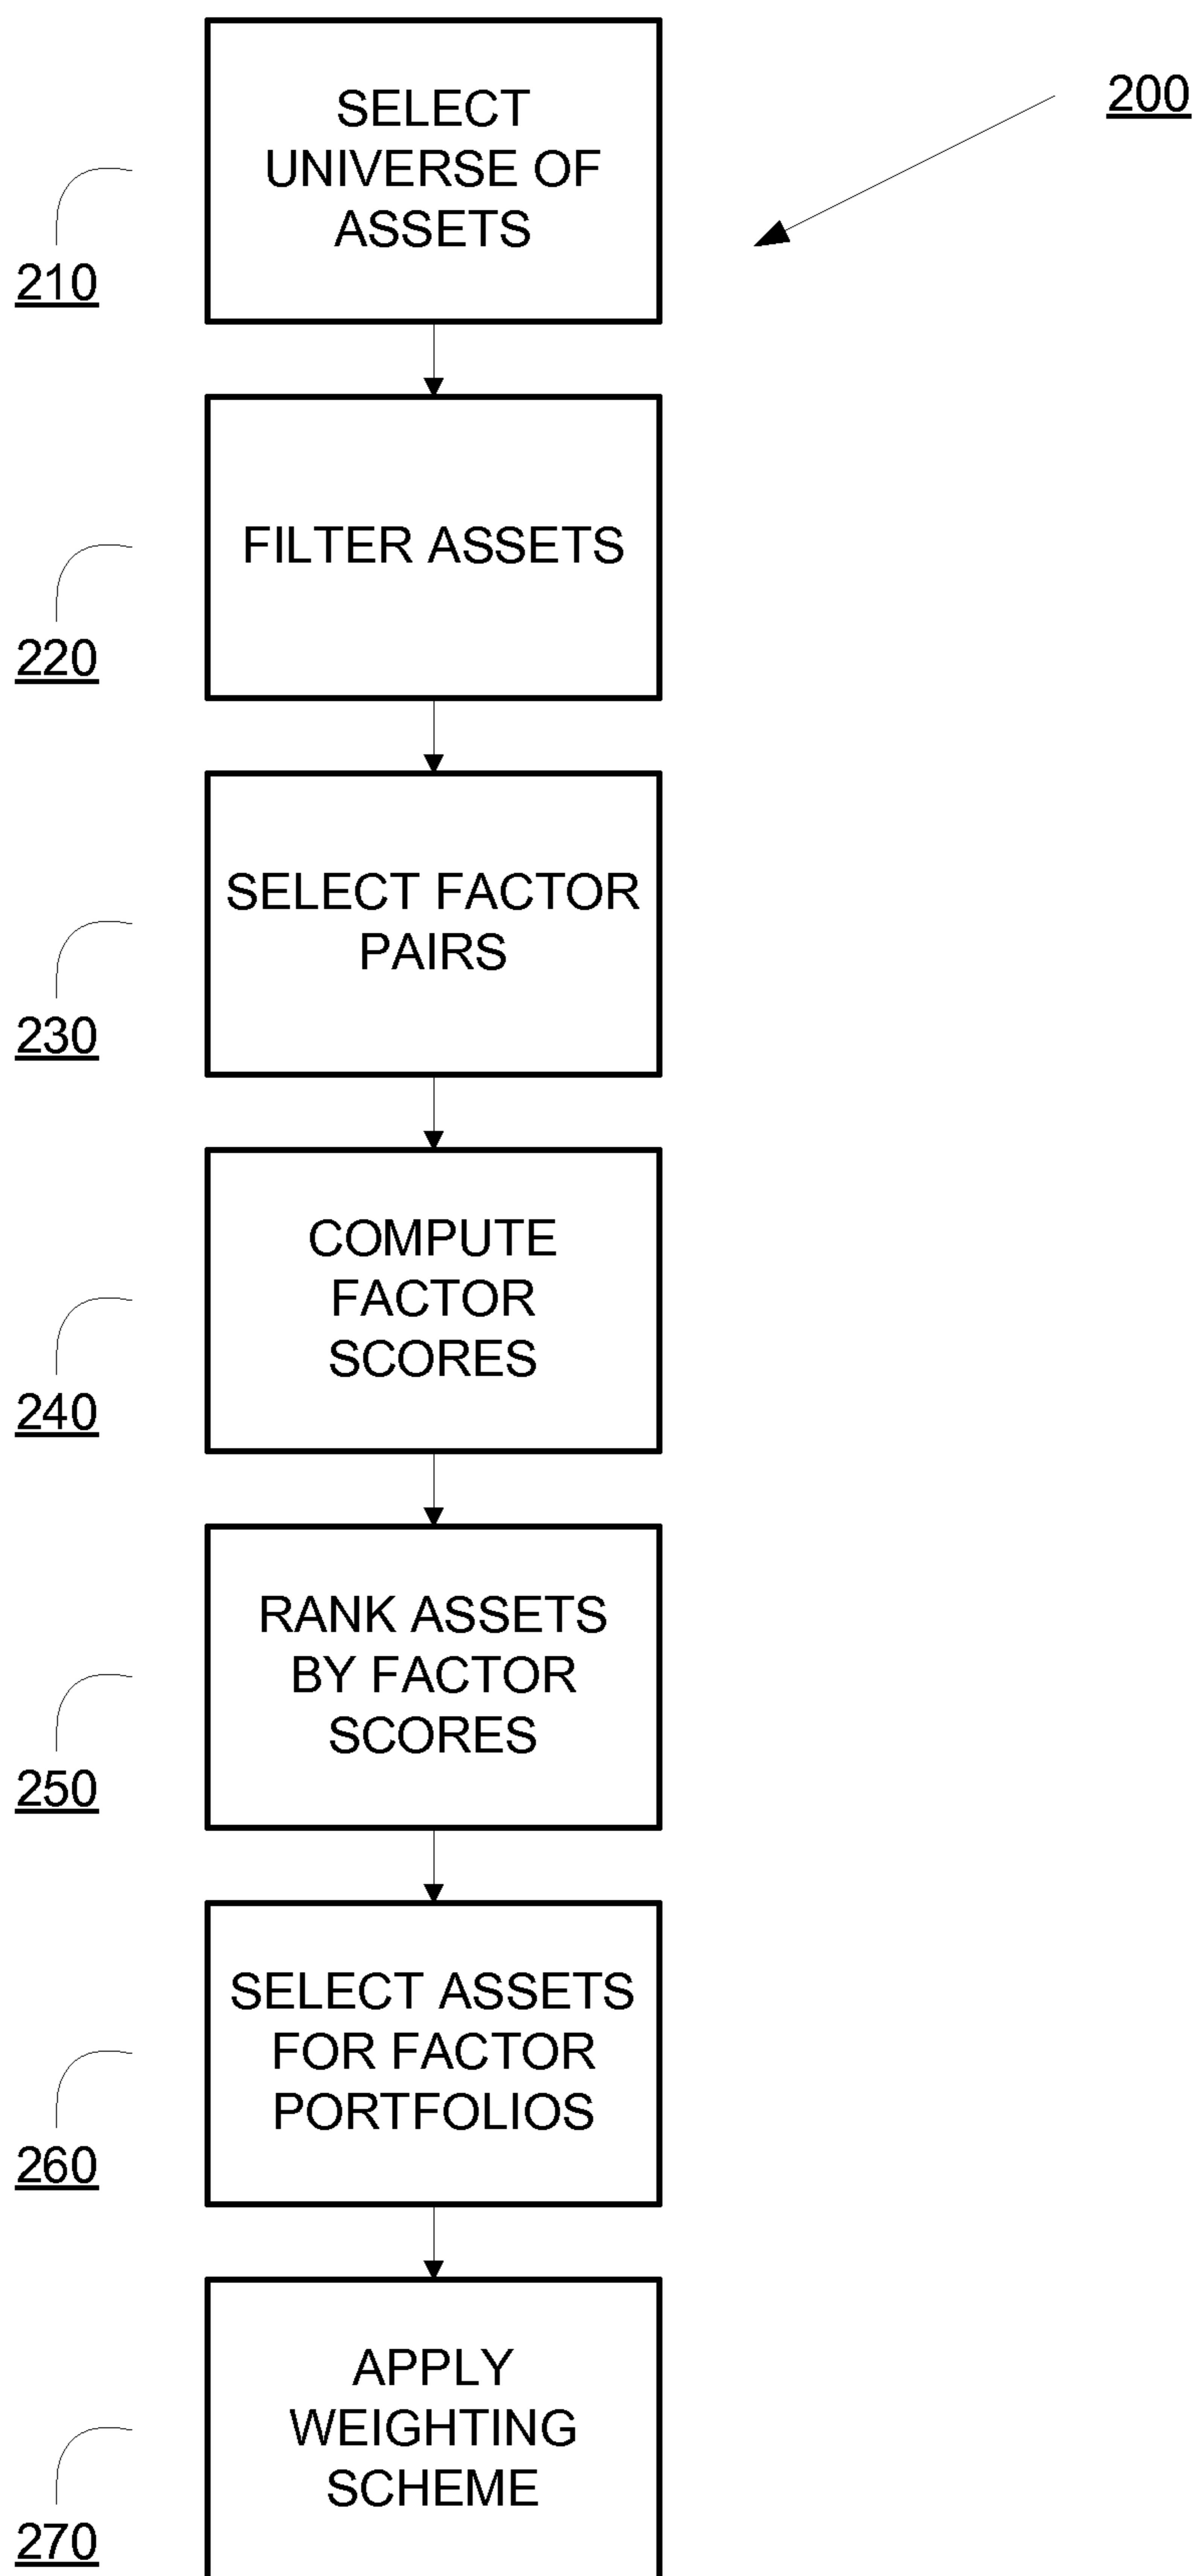 200
SELECT
UNIVERSE OF
ASSETS
210
FILTER ASSETS
220
SELECT FACTOR
PAIRS
230
COMPUTE
FACTOR
SCORES
240
RANK ASSETS
BY FACTOR
SCORES
250
SELECT ASSETS
FOR FACTOR
PORTFOLIOS
260
APPLY
WEIGHTING
SCHEME
270